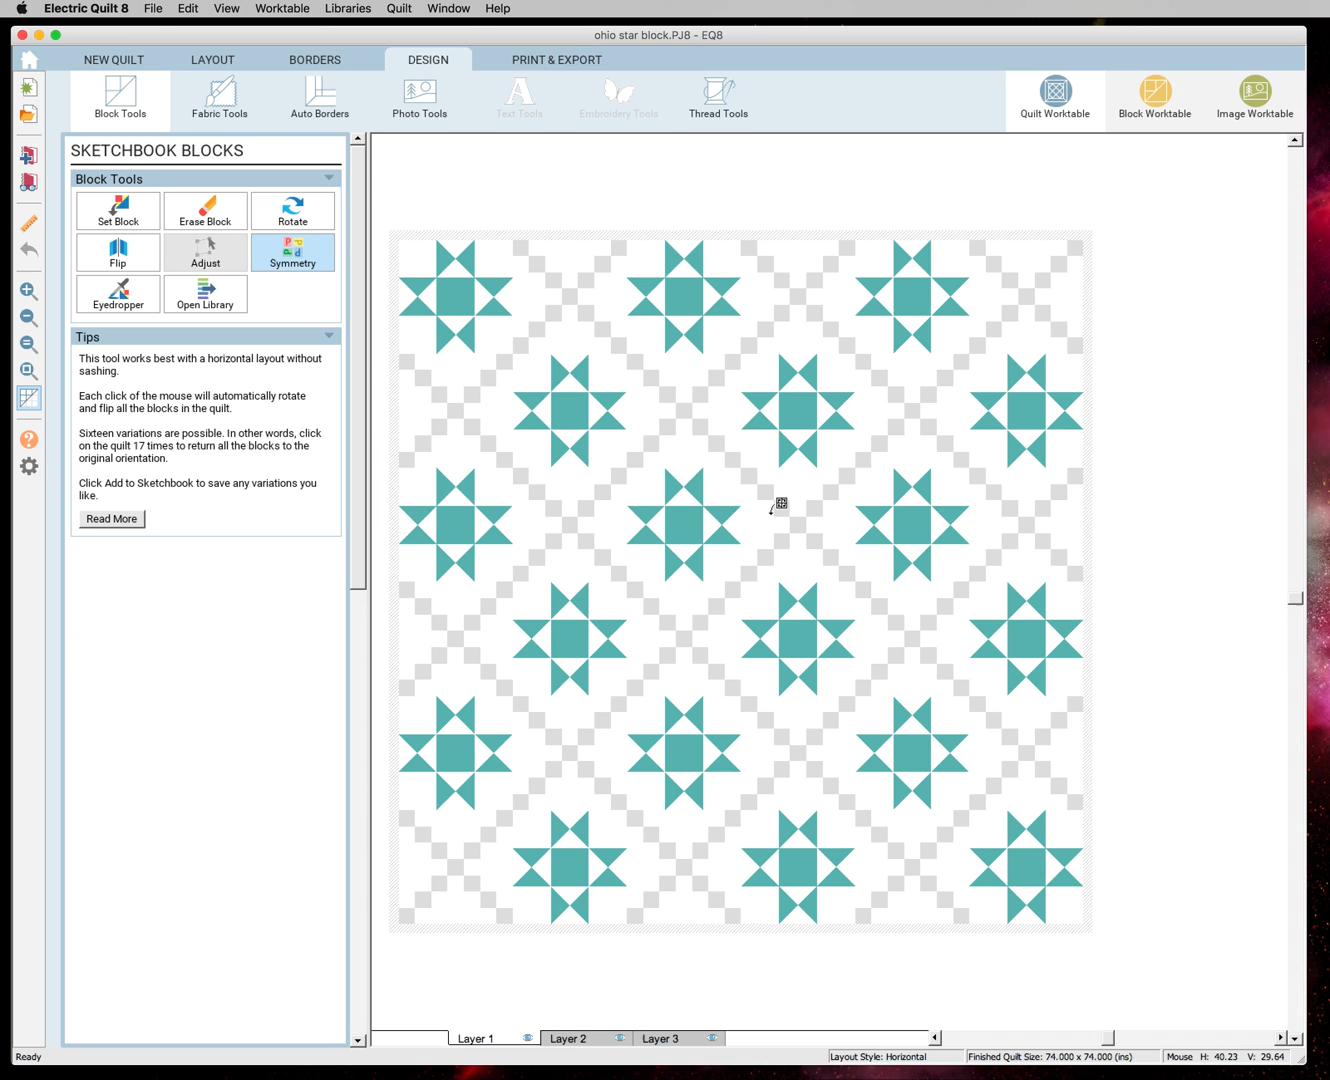 Electric Quilt 8 File Edit View Worktable Libraries Quilt Window Help
ohio star block.PJ8 - EQ8
NEW QUILT LAYOUT BORDERS DESIGN PRINT & EXPORT
Block Tools Fabric Tools Auto Borders Photo Tools Text Tools Embroidery Tools Thread Tools Quilt Worktable Block Worktable Image Worktable
SKETCHBOOK BLOCKS
Block Tools
Set Block Erase Block Rotate
Flip Adjust Symmetry
Eyedropper Open Library
Tips
This tool works best with a horizontal layout without
sashing.
Each click of the mouse will automatically rotate
and flip all the blocks in the quilt.
Sixteen variations are possible. In other words, click
on the quilt 17 times to return all the blocks to the
original orientation.
Click Add to Sketchbook to save any variations you
like.
Read More
Layer 1 Layer 2 Layer 3
Ready Layout Style: Horizontal Finished Quilt Size: 74.000 x 74.000 (ins) Mouse H: 40.23 V: 29.64